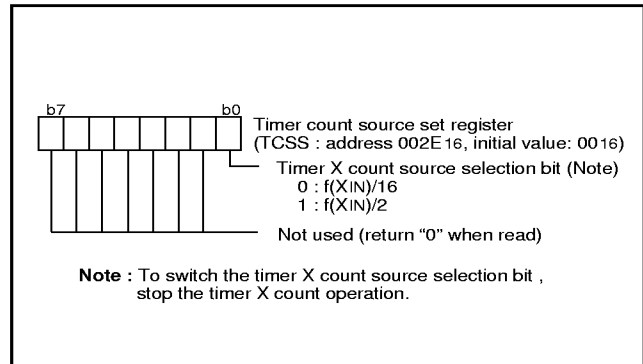 b7 b0
Timer count source set register
(TCSS : address 002E16, initial value: 0016)
Timer X count source selection bit (Note)
0 : f(XIN)/16
1 : f(XIN)/2
Not used (return “0” when read)
Note : To switch the timer X count source selection bit ,
stop the timer X count operation.